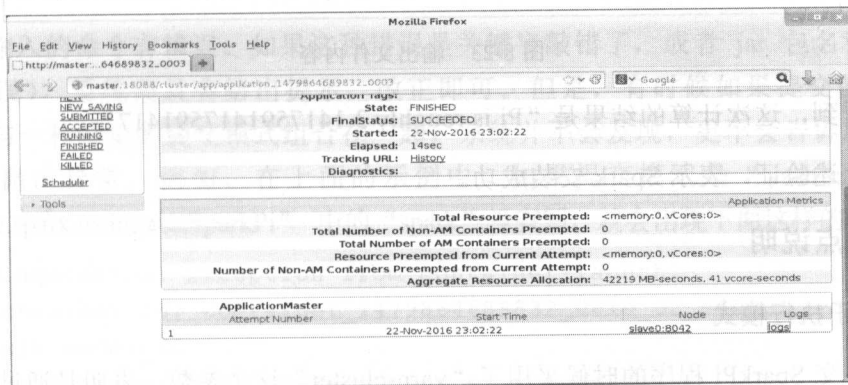 Mozilla Firefox
File Edit View History Bookmarks Tools Help
http://master:...64689832_0003
master:18088/cluster/app/application_1479864689832_0003
Google
NEW
NEW_SAVING
SUBMITTED
ACCEPTED
RUNNING
FINISHED
FAILED
KILLED
Scheduler
Tools
Application Tags:
State: FINISHED
FinalStatus: SUCCEEDED
Started: 22-Nov-2016 23:02:22
Elapsed: 14sec
Tracking URL: History
Diagnostics:
Application Metrics
Total Resource Preempted: <memory:0, vCores:0>
Total Number of Non-AM Containers Preempted: 0
Total Number of AM Containers Preempted: 0
Resource Preempted from Current Attempt: <memory:0, vCores:0>
Number of Non-AM Containers Preempted from Current Attempt: 0
Aggregate Resource Allocation: 42219 MB-seconds, 41 vcore-seconds
ApplicationMaster
Attempt Number Start Time Node Logs
1 22-Nov-2016 23:02:22 slave0:8042 logs